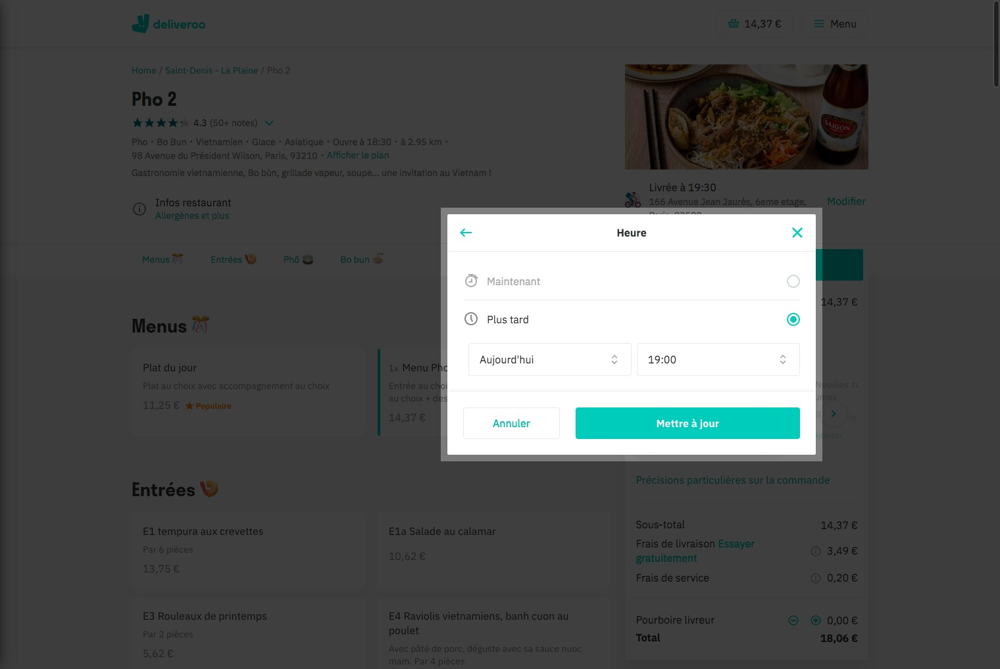 deliveroo
14,37 €
Menu
Home / Saint-Denis - La Plaine / Pho 2
Pho 2
4.3 (50+ notes)
Pho · Bo Bun · Vietnamien · Glace · Asiatique · Ouvre à 18:30 · à 2.95 km ·
98 Avenue du Président Wilson, Paris, 93210 · Afficher le plan
Gastronomie vietnamienne, Bo bùn, grillade vapeur, soupe... une invitation au Vietnam !
Infos restaurant
Allergènes et plus
SAIGON
Livrée à 19:30
166 Avenue Jean Jaurès, 6eme etage,
Modifier
Menus
Entrées
Phô
Bo bun
Heure
Maintenant
Plus tard
Aujourd'hui
19:00
Annuler
Mettre à jour
Menus
Plat du jour
Plat au choix avec accompagnement au choix
11,25 €
Populaire
1x Menu Pho
Entrée au choi
au choix + des
14,37 €
14,37 €
Nouilles sa
umes
Ajouter
Entrées
E1 tempura aux crevettes
Par 6 pièces
13,75 €
E1a Salade au calamar
10,62 €
E3 Rouleaux de printemps
Par 2 pièces
5,62 €
E4 Raviolis vietnamiens, banh cuon au
poulet
Avec pâté de porc, déguste avec sa sauce nuoc
mam. Par 4 pièces
Précisions particulières sur la commande
Sous-total
14,37 €
Frais de livraison Essayer
gratuitement
3,49 €
Frais de service
0,20 €
Pourboire livreur
0,00 €
Total
18,06 €